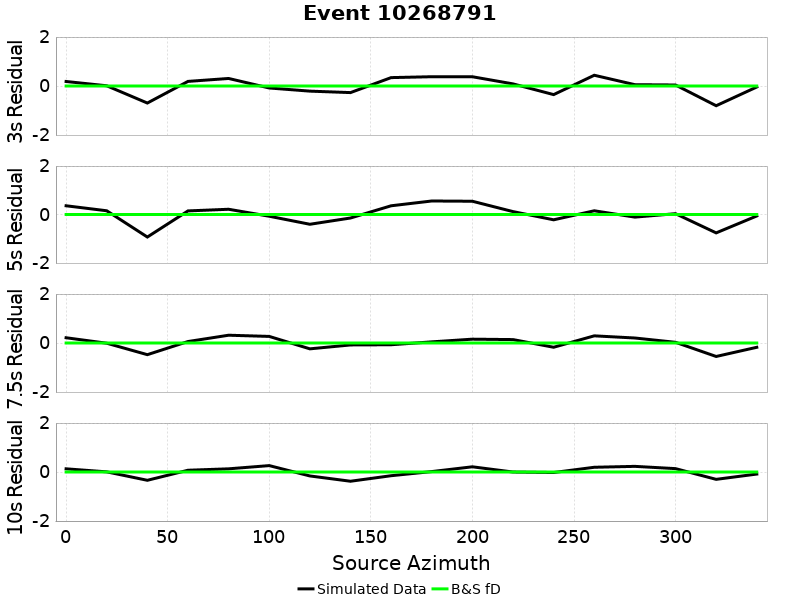 Event 10268791
3s Residual
2
0
-2
5s Residual
2
0
-2
7.5s Residual
2
0
-2
10s Residual
2
0
-2
0 50 100 150 200 250 300
Source Azimuth
Simulated Data B&S fD